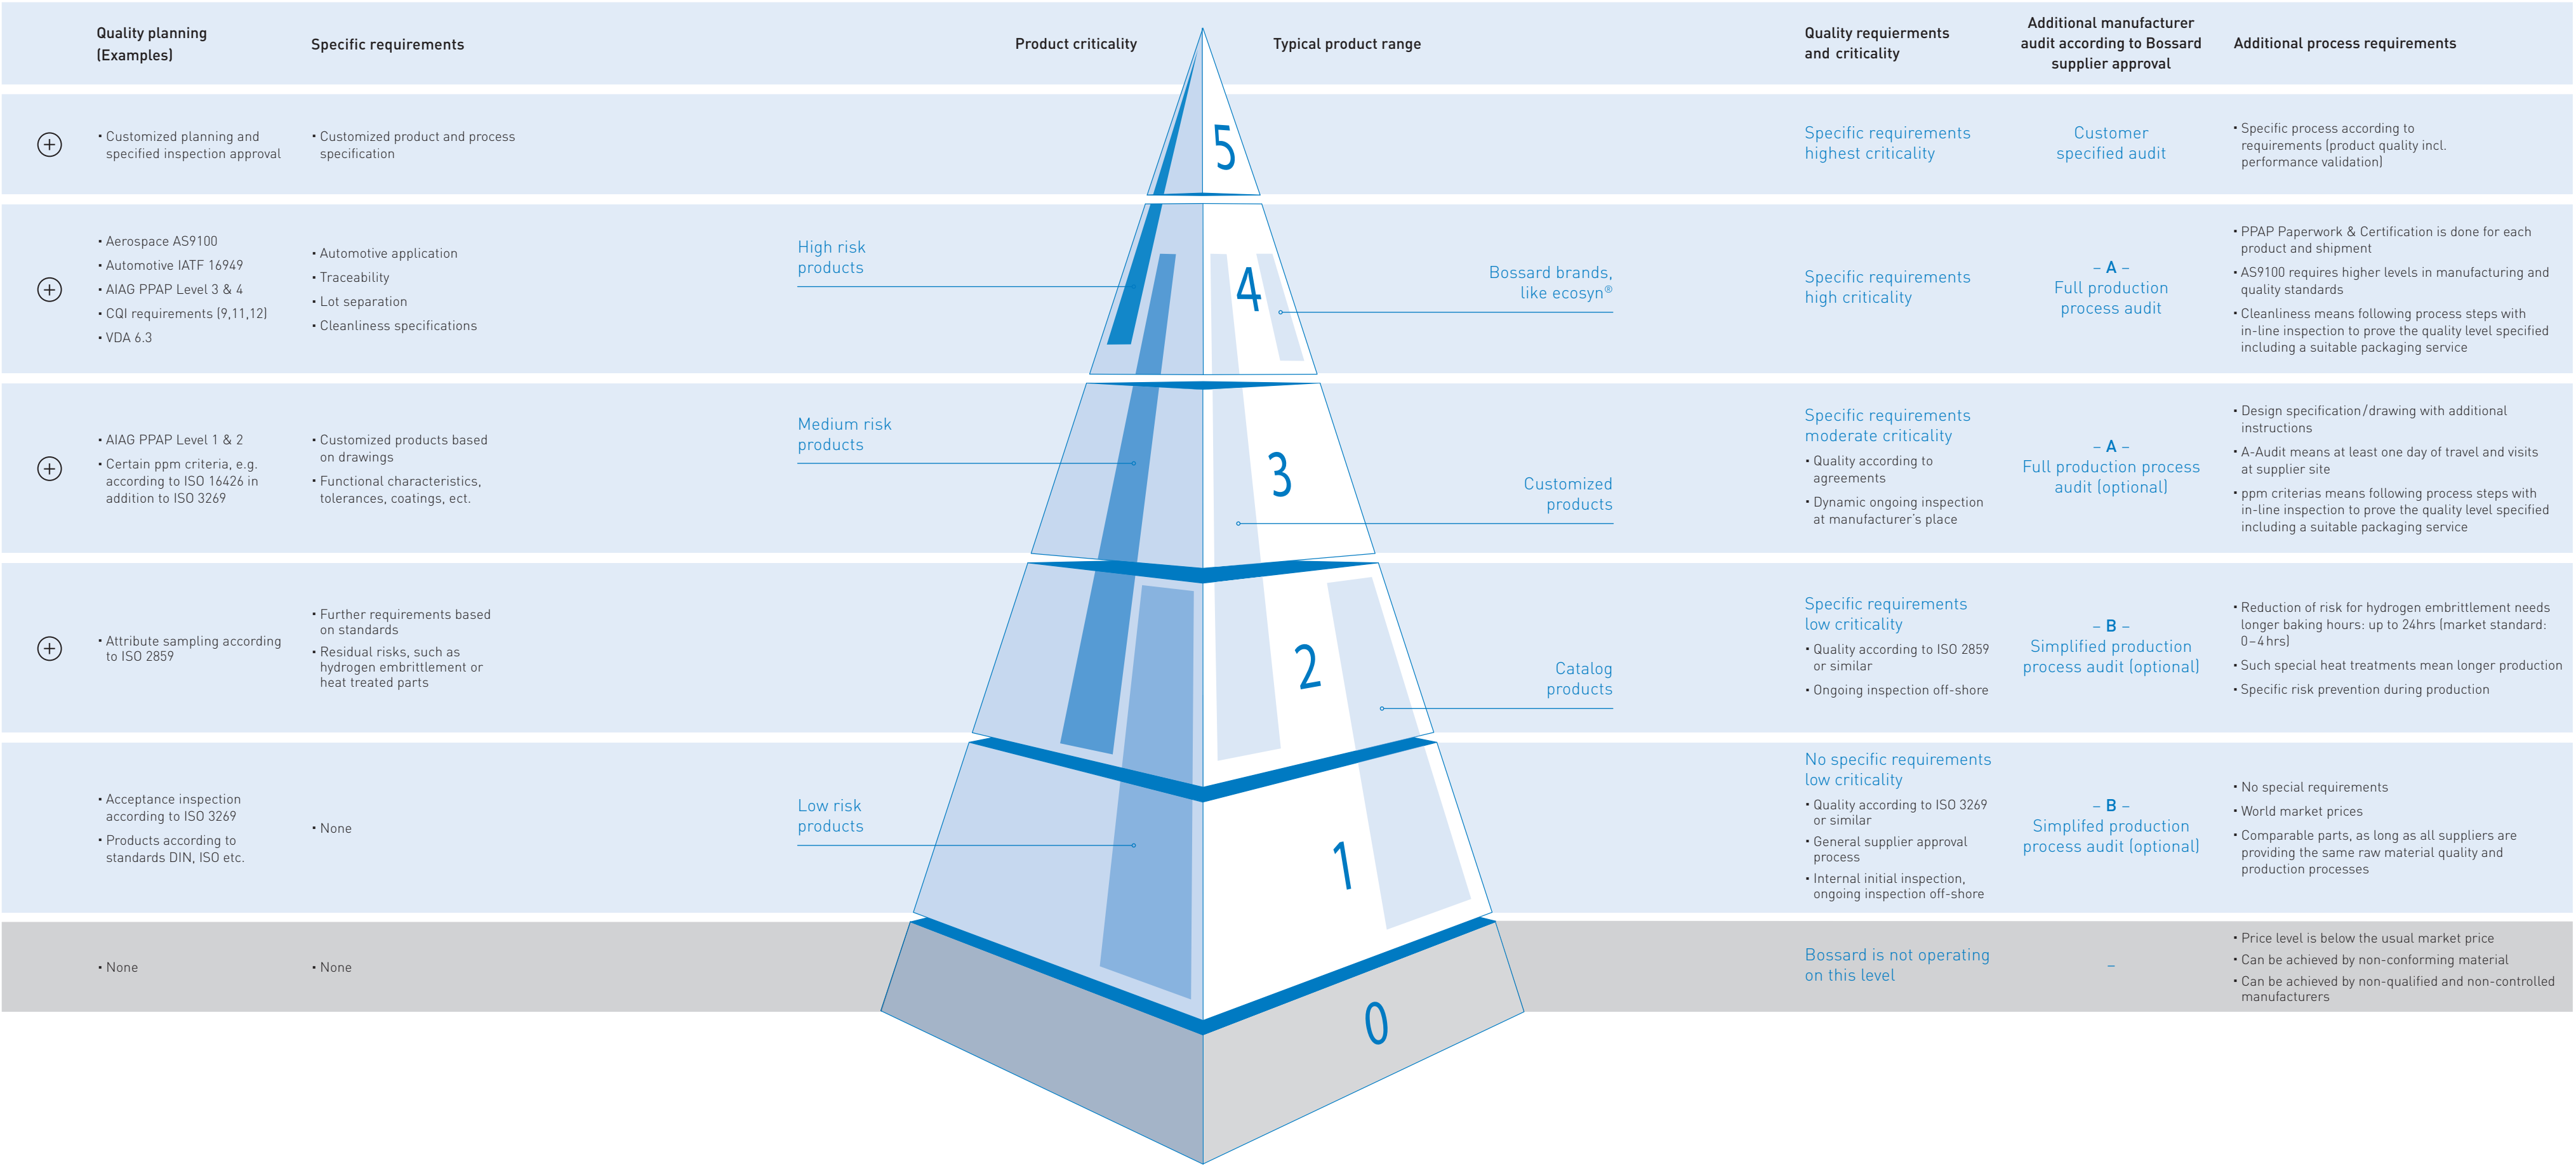 Quality planning
(Examples)
Specific requirements
Product criticality
Typical product range
Quality requierments
and criticality
Additional manufacturer
audit according to Bossard
supplier approval
Additional process requirements
• Customized planning and
specified inspection approval
• Customized product and process
specification
5
Specific requirements
highest criticality
Customer
specified audit
• Specific process according to
requirements (product quality incl.
performance validation)
• Aerospace AS9100
• Automotive IATF 16949
• AIAG PPAP Level 3 & 4
• CQI requirements (9,11,12)
• VDA 6.3
• Automotive application
• Traceability
• Lot separation
• Cleanliness specifications
High risk
products
4
Bossard brands,
like ecosyn®
Specific requirements
high criticality
– A –
Full production
process audit
• PPAP Paperwork & Certification is done for each
product and shipment
• AS9100 requires higher levels in manufacturing and
quality standards
• Cleanliness means following process steps with
in-line inspection to prove the quality level specified
including a suitable packaging service
• AIAG PPAP Level 1 & 2
• Certain ppm criteria, e.g.
according to ISO 16426 in
addition to ISO 3269
• Customized products based
on drawings
• Functional characteristics,
tolerances, coatings, ect.
Medium risk
products
3
Customized
products
Specific requirements
moderate criticality
• Quality according to
agreements
• Dynamic ongoing inspection
at manufacturer's place
– A –
Full production process
audit (optional)
• Design specification/drawing with additional
instructions
• A-Audit means at least one day of travel and visits
at supplier site
• ppm criterias means following process steps with
in-line inspection to prove the quality level specified
including a suitable packaging service
• Attribute sampling according
to ISO 2859
• Further requirements based
on standards
• Residual risks, such as
hydrogen embrittlement or
heat treated parts
2
Catalog
products
Specific requirements
low criticality
• Quality according to ISO 2859
or similar
• Ongoing inspection off-shore
– B –
Simplified production
process audit (optional)
• Reduction of risk for hydrogen embrittlement needs
longer baking hours: up to 24hrs (market standard:
0–4hrs)
• Such special heat treatments mean longer production
• Specific risk prevention during production
• Acceptance inspection
according to ISO 3269
• Products according to
standards DIN, ISO etc.
• None
Low risk
products
1
No specific requirements
low criticality
• Quality according to ISO 3269
or similar
• General supplier approval
process
• Internal initial inspection,
ongoing inspection off-shore
– B –
Simplifed production
process audit (optional)
• No special requirements
• World market prices
• Comparable parts, as long as all suppliers are
providing the same raw material quality and
production processes
• None
• None
0
Bossard is not operating
on this level
–
• Price level is below the usual market price
• Can be achieved by non-conforming material
• Can be achieved by non-qualified and non-controlled
manufacturers